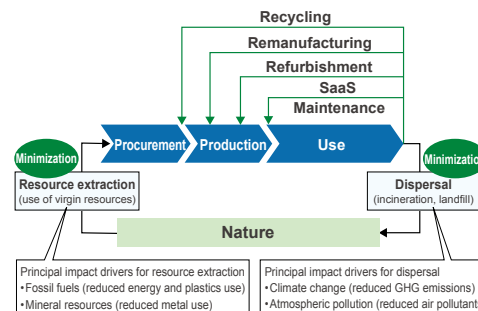 Recycling
Remanufacturing
Refurbishment
SaaS
Maintenance
Procurement
Production
Use
Minimization
Resource extraction
(use of virgin resources)
Minimizatio
Dispersal
(incineration, landfill)
Nature
Principal impact drivers for resource extraction
•Fossil fuels (reduced energy and plastics use)
•Mineral resources (reduced metal use)
Principal impact drivers for dispersal
•Climate change (reduced GHG emissions)
•Atmospheric pollution (reduced air pollutants